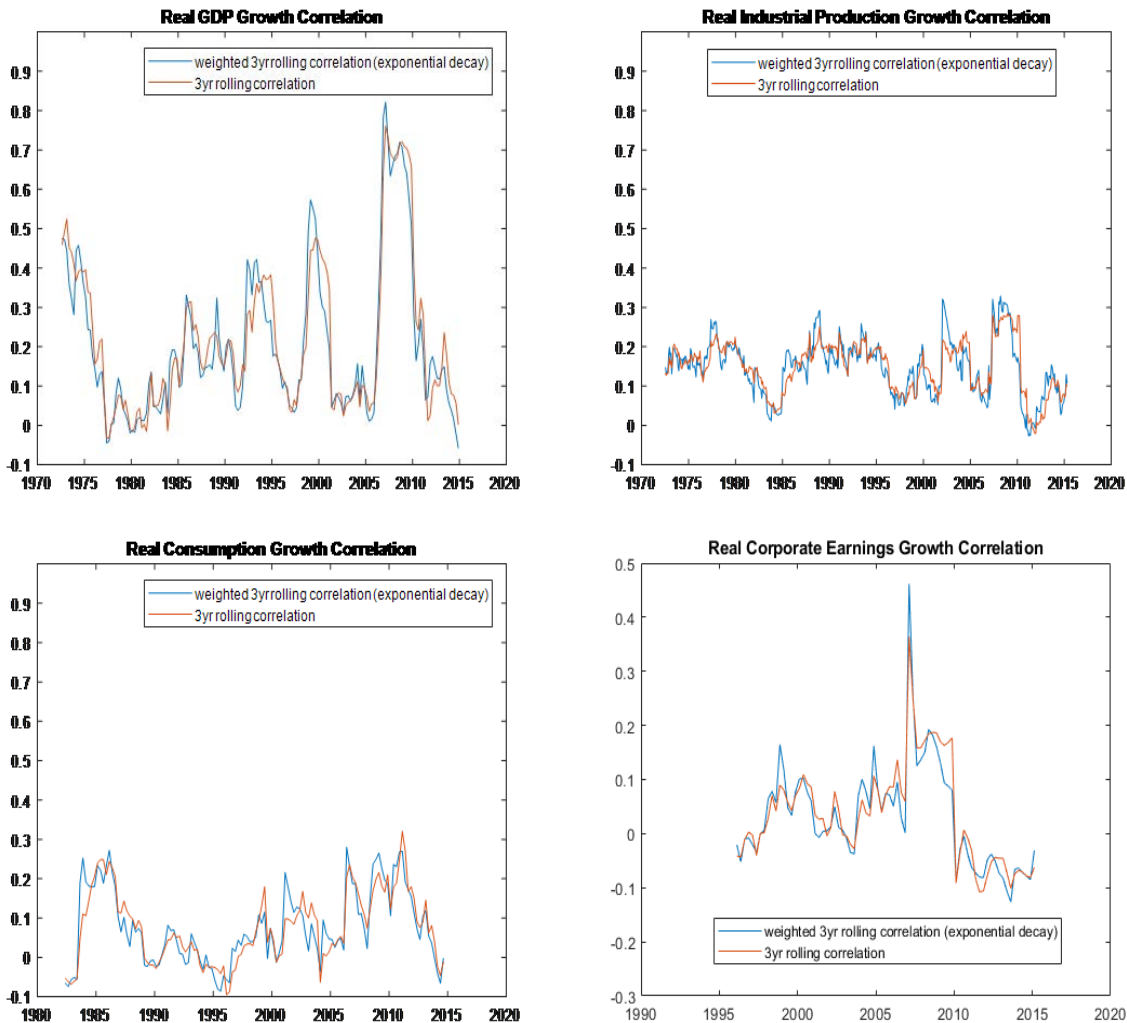 Real GDP Growth Correlation
weighted 3yr rolling correlation (exponential decay)
3yr rolling correlation
0.9
0.8
0.7
0.6
0.5
0.4
0.3
0.2
0.1
0
-0.1
1970 1975 1980 1985 1990 1995 2000 2005 2010 2015 2020
Real Industrial Production Growth Correlation
weighted 3yr rolling correlation (exponential decay)
3yr rolling correlation
0.9
0.8
0.7
0.6
0.5
0.4
0.3
0.2
0.1
0
-0.1
1970 1975 1980 1985 1990 1995 2000 2005 2010 2015 2020
Real Consumption Growth Correlation
weighted 3yr rolling correlation (exponential decay)
3yr rolling correlation
0.9
0.8
0.7
0.6
0.5
0.4
0.3
0.2
0.1
0
-0.1
1980 1985 1990 1995 2000 2005 2010 2015 2020
Real Corporate Earnings Growth Correlation
0.5
0.4
0.3
0.2
0.1
0
-0.1
-0.2
-0.3
weighted 3yr rolling correlation (exponential decay)
3yr rolling correlation
1990 1995 2000 2005 2010 2015 2020